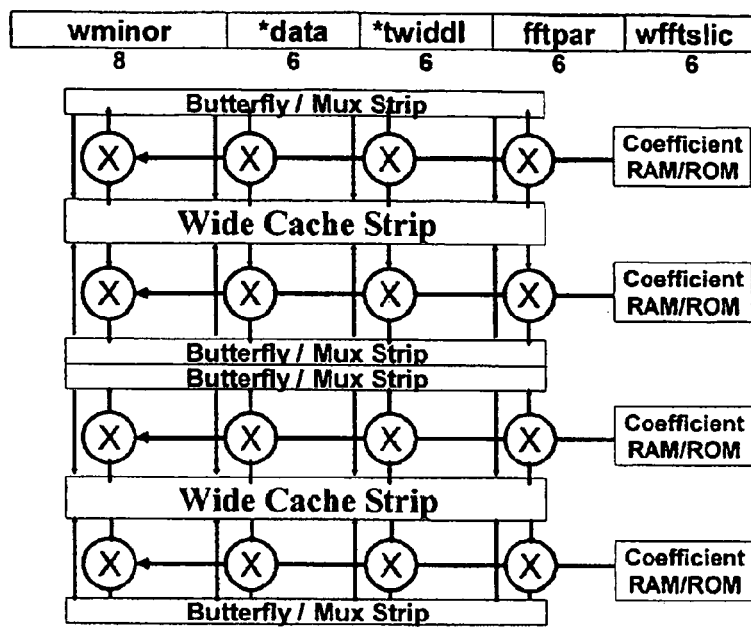 wminor *data *twiddl fftpar wfftslic
8 6 6 6 6
Butterfly / Mux Strip
X X X X Coefficient
RAM/ROM
Wide Cache Strip
X X X X Coefficient
RAM/ROM
Butterfly / Mux Strip
Butterfly / Mux Strip
X X X X Coefficient
RAM/ROM
Wide Cache Strip
X X X X Coefficient
RAM/ROM
Butterfly / Mux Strip